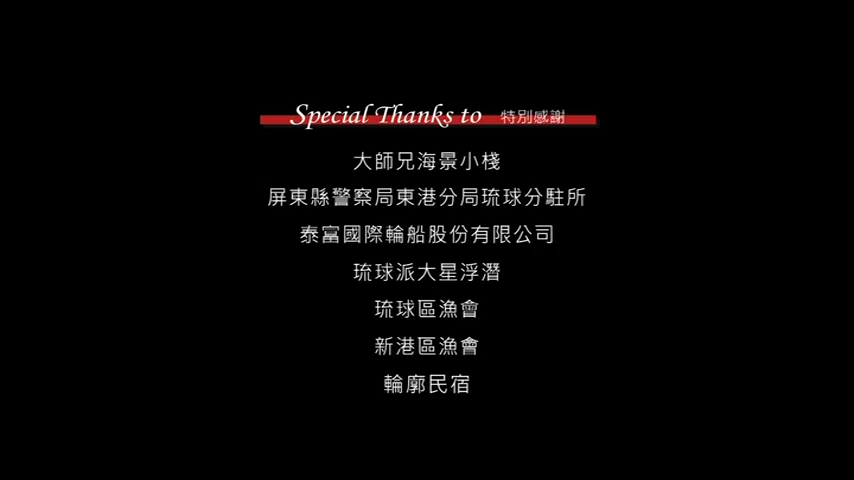 Special Thanks to 特別感謝
大師兄海景小棧
屏東縣警察局東港分局琉球分駐所
泰富國際輪船股份有限公司
琉球派大星浮潛
琉球區漁會
新港區漁會
輪廓民宿